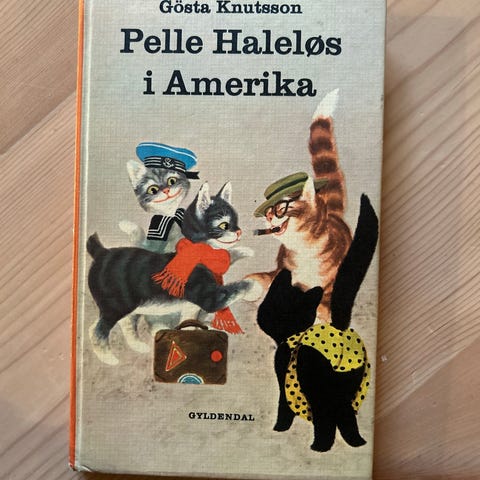 Gösta Knutsson
Pelle Haleløs
i Amerika
GYLDENDAL